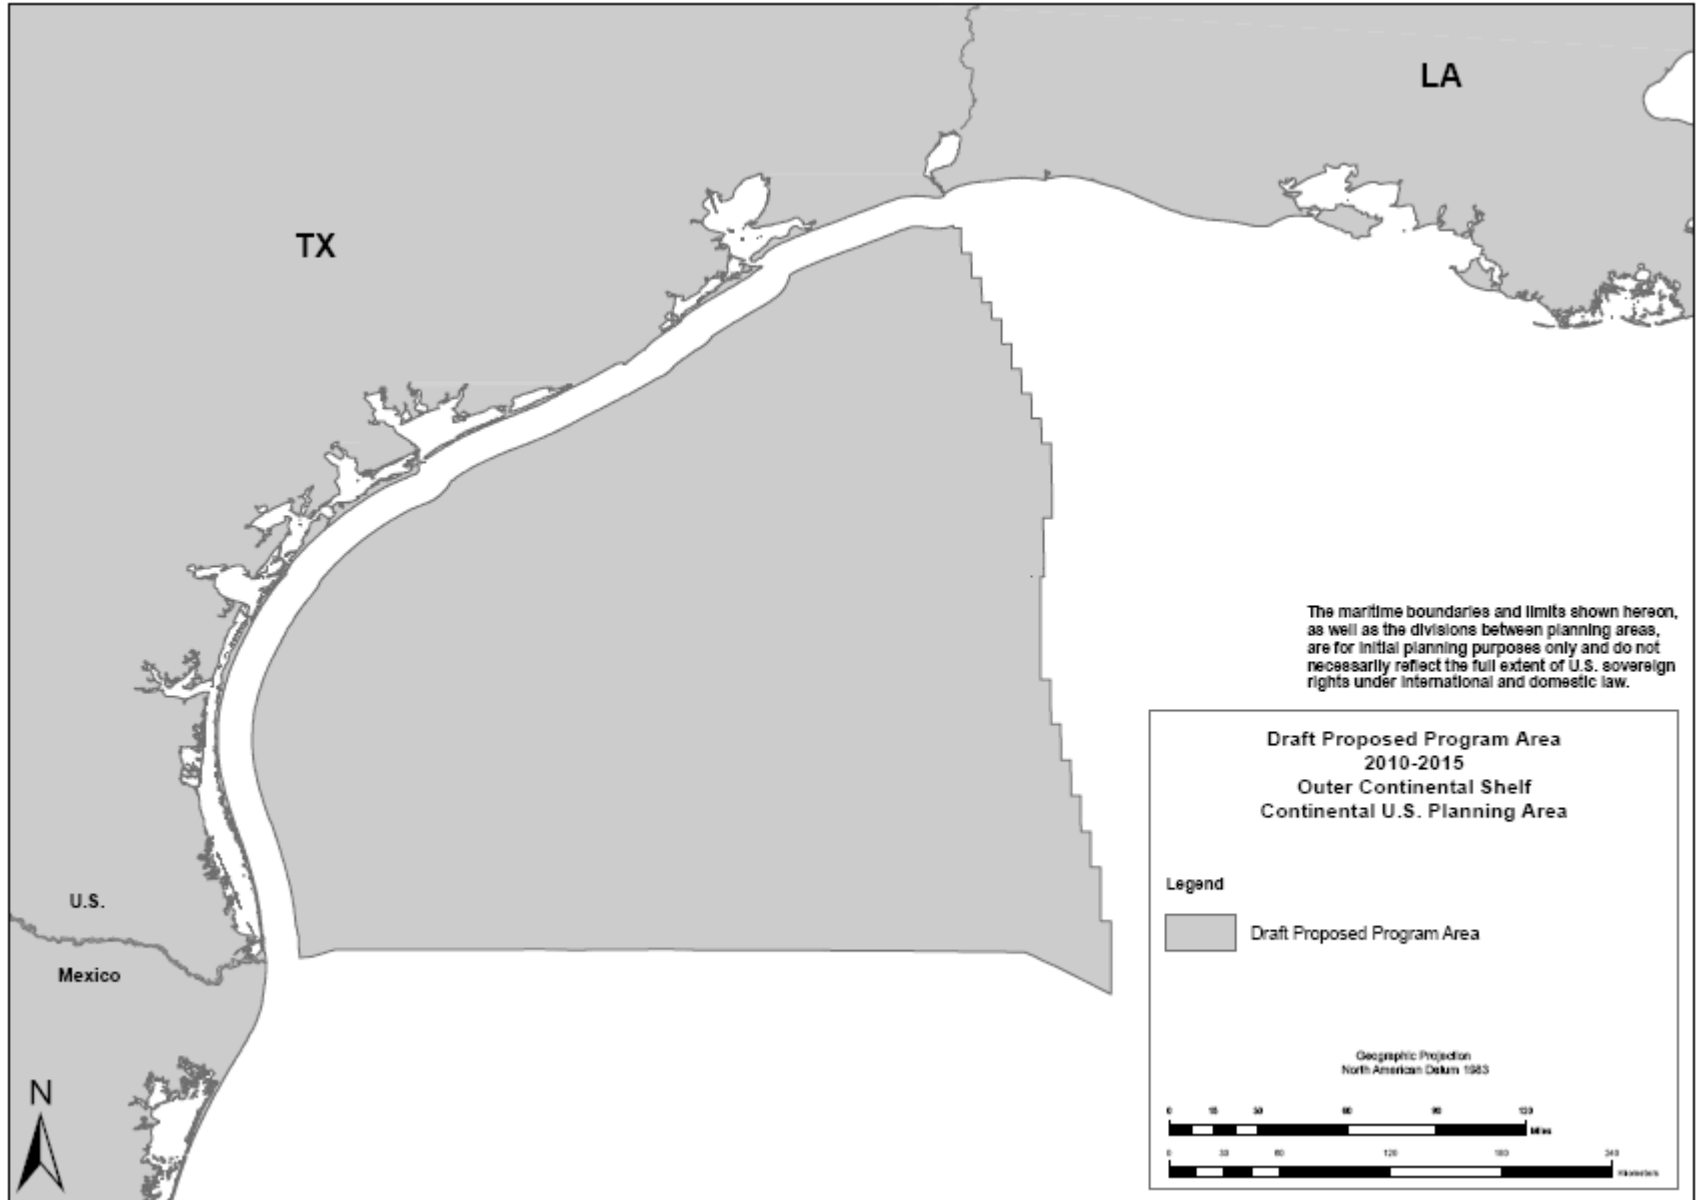 LA
TX
The maritime boundaries and limits shown hereon,
as well as the divisions between planning areas,
are for initial planning purposes only and do not
necessarily reflect the full extent of U.S. sovereign
rights under international and domestic law.
Draft Proposed Program Area
2010-2015
Outer Continental Shelf
Continental U.S. Planning Area
Legend
Draft Proposed Program Area
U.S.
Mexico
N
Geographic Projection
North American Datum 1983
0 15 30 60 90 120
Miles
0 30 60 120 180 240
Kilometers